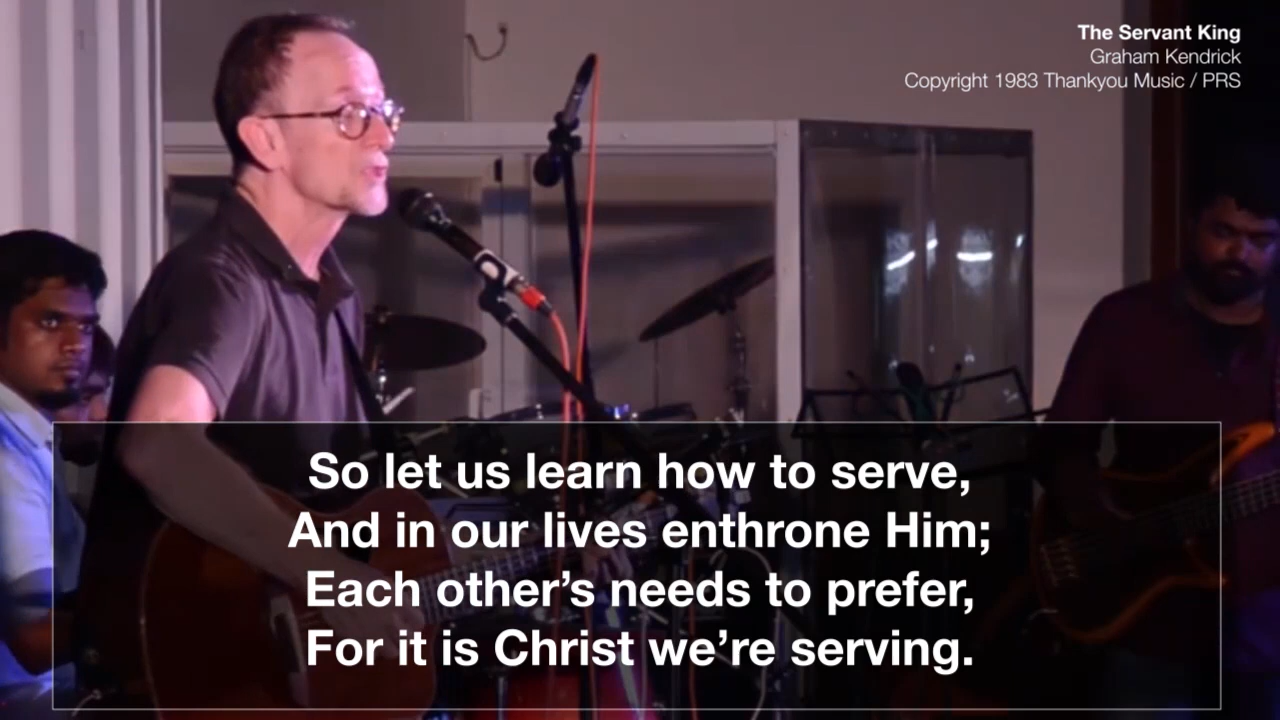 The Servant King
Graham Kendrick
Copyright 1983 Thankyou Music / PRS
So let us learn how to serve,
And in our lives enthrone Him;
Each other’s needs to prefer,
For it is Christ we’re serving.